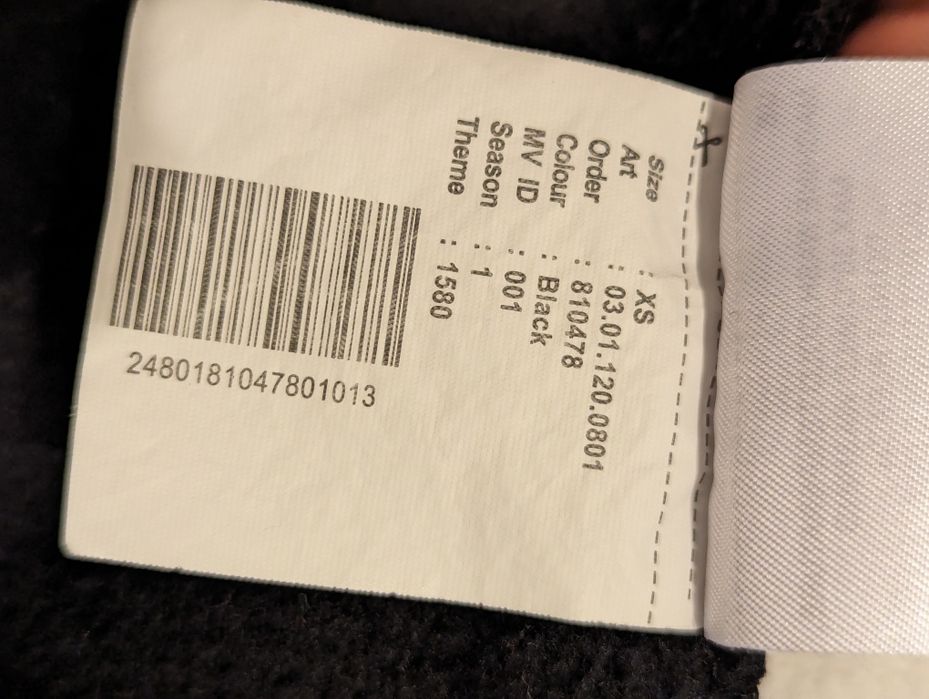 Size : XS
Art : 03.01.120.0801
Order : 810478
Colour : Black
MV ID : 001
Season : 1
Theme : 1580
2480181047801013